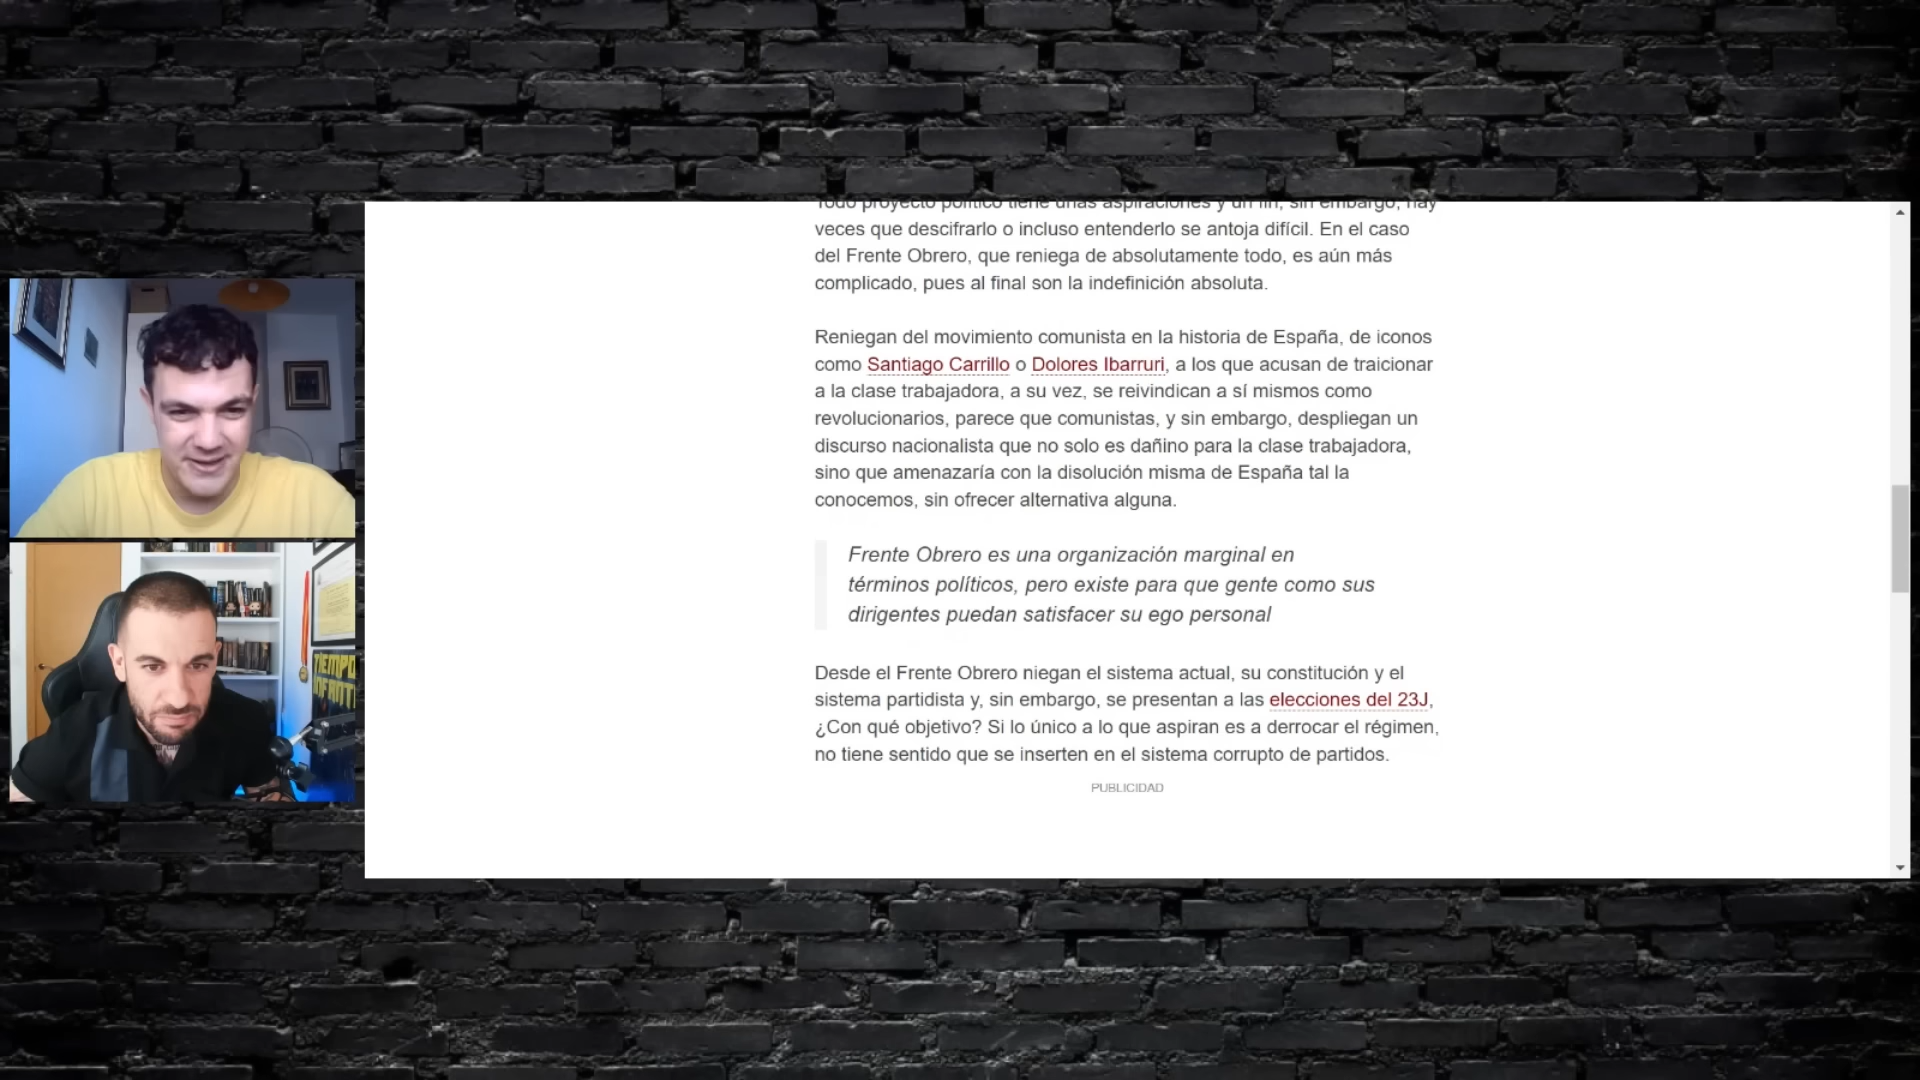 Todo proyecto político tiene unas aspiraciones y un fin, sin embargo, hay
veces que descifrarlo o incluso entenderlo se antoja difícil. En el caso
del Frente Obrero, que reniega de absolutamente todo, es aún más
complicado, pues al final son la indefinición absoluta.
Reniegan del movimiento comunista en la historia de España, de iconos
como Santiago Carrillo o Dolores Ibarruri, a los que acusan de traicionar
a la clase trabajadora, a su vez, se reivindican a sí mismos como
revolucionarios, parece que comunistas, y sin embargo, despliegan un
discurso nacionalista que no solo es dañino para la clase trabajadora,
sino que amenazaría con la disolución misma de España tal la
conocemos, sin ofrecer alternativa alguna.
Frente Obrero es una organización marginal en
términos políticos, pero existe para que gente como sus
dirigentes puedan satisfacer su ego personal
Desde el Frente Obrero niegan el sistema actual, su constitución y el
sistema partidista y, sin embargo, se presentan a las elecciones del 23J,
¿Con qué objetivo? Si lo único a lo que aspiran es a derrocar el régimen,
no tiene sentido que se inserten en el sistema corrupto de partidos.
PUBLICIDAD
TIEMPO